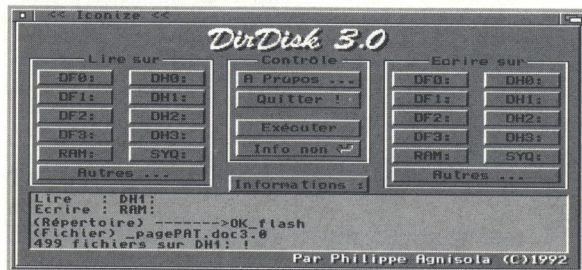 << Iconize <<
DirDisk 3.0
Lire sur
DF0: DH0:
DF1: DH1:
DF2: DH2:
DF3: DH3:
RAM: SYQ:
Autres ...
Contrôle
A Propos ...
Quitter !
Exécuter
Info non
Informations :
Ecrire sur
DF0: DH0:
DF1: DH1:
DF2: DH2:
DF3: DH3:
RAM: SYQ:
Autres ...
Lire : DH1:
Ecrire : RAM:
(Répertoire) -------->OK_flash
(Fichier) _pagePAT.doc3.0
499 fichiers sur DH1: !
Par Philippe Agnisola (C)1992